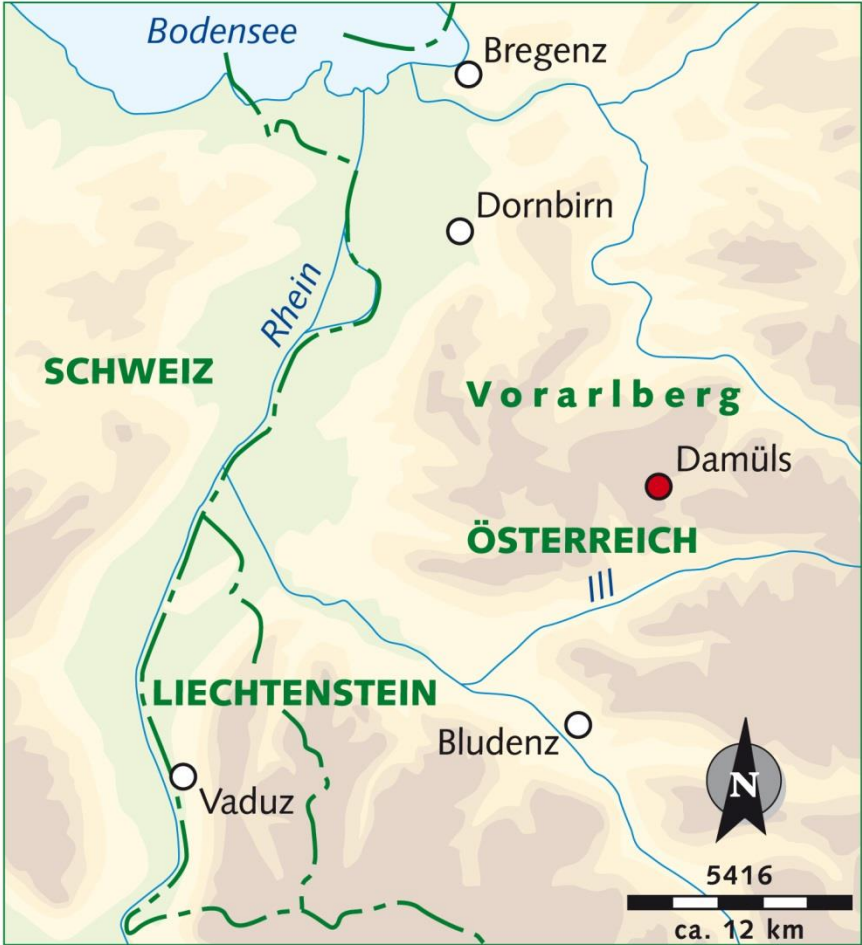 Bodensee
Bregenz
Dornbirn
Rhein
SCHWEIZ
Vorarlberg
Damüls
ÖSTERREICH
Ill
LIECHTENSTEIN
Bludenz
Vaduz
N
5416
ca. 12 km